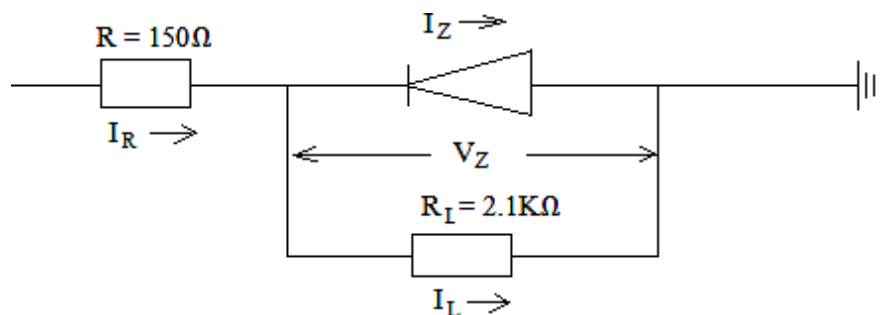 I_Z
R = 150Ω
I_R
V_Z
R_L = 2.1KΩ
I_L